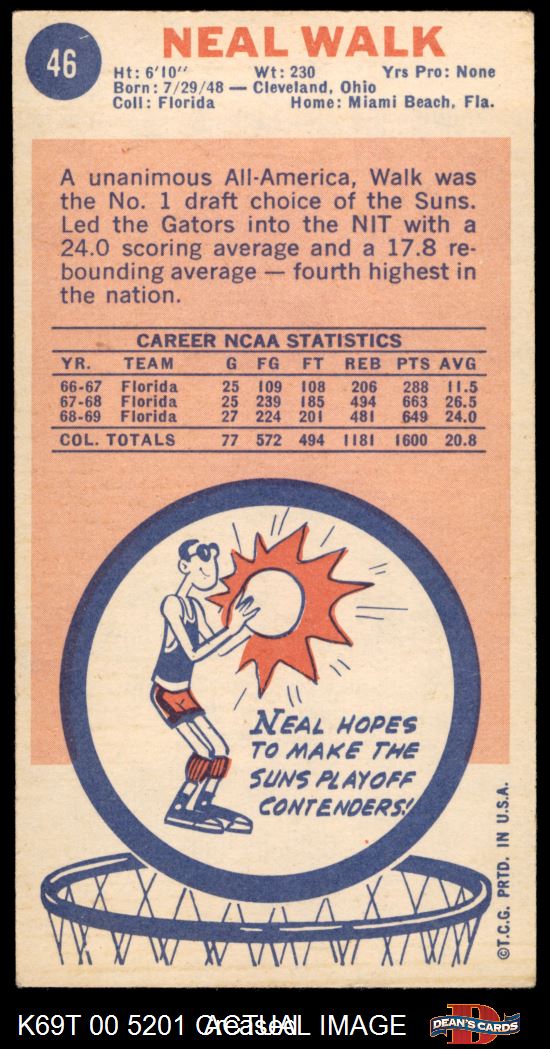 46
NEAL WALK
Ht: 6'10" Wt: 230 Yrs Pro: None
Born: 7/29/48 — Cleveland, Ohio
Coll: Florida Home: Miami Beach, Fla.
A unanimous All-America, Walk was
the No. 1 draft choice of the Suns.
Led the Gators into the NIT with a
24.0 scoring average and a 17.8 re-
bounding average — fourth highest in
the nation.
CAREER NCAA STATISTICS
YR. TEAM G FG FT REB PTS AVG
66-67 Florida 25 109 108 206 288 11.5
67-68 Florida 25 239 185 494 663 26.5
68-69 Florida 27 224 201 481 649 24.0
COL. TOTALS 77 572 494 1181 1600 20.8
NEAL HOPES
TO MAKE THE
SUNS PLAYOFF
CONTENDERS!
©T.C.G. PRTD. IN U.S.A.
K69T 00 5201 Creased ACTUAL IMAGE
D
DEAN'S CARDS